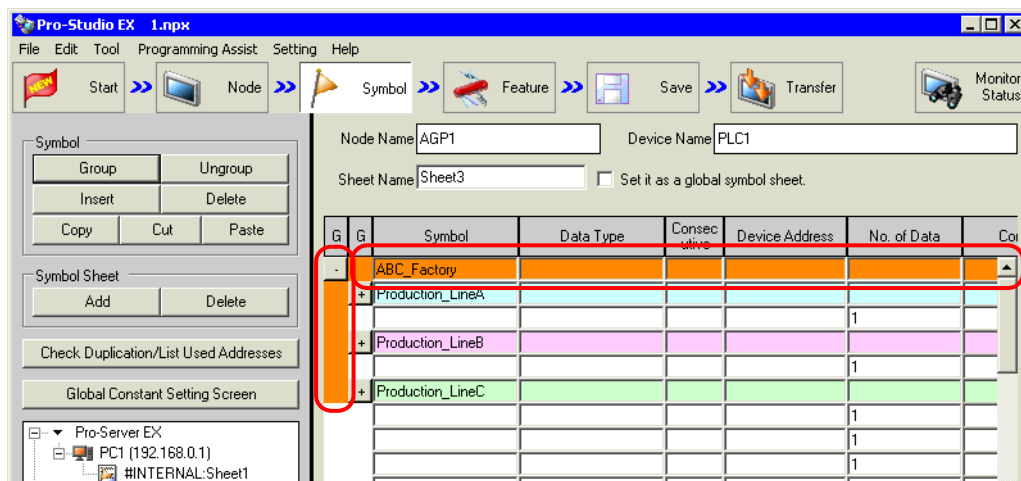 Pro-Studio EX 1.npx
File Edit Tool Programming Assist Setting Help
NEW Start Node Symbol Feature Save Transfer Monitor Status
Symbol
Group Ungroup
Insert Delete
Copy Cut Paste
Symbol Sheet
Add Delete
Check Duplication/List Used Addresses
Global Constant Setting Screen
Pro-Server EX
PC1 (192.168.0.1)
#INTERNAL:Sheet1
Node Name AGP1 Device Name PLC1
Sheet Name Sheet3 Set it as a global symbol sheet.
G G Symbol Data Type Consecutive Device Address No. of Data
- ABC_Factory
+ Production_LineA
1
+ Production_LineB
1
+ Production_LineC
1
1
1